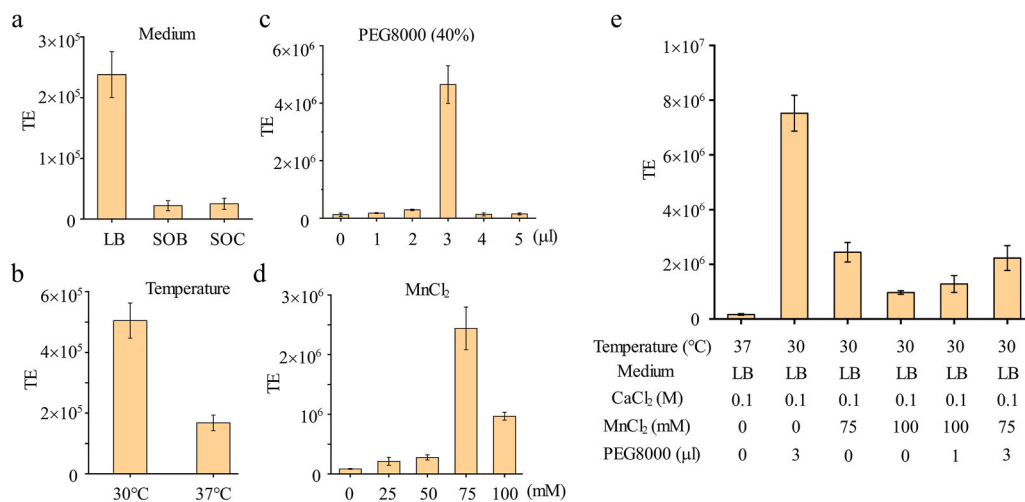 a
Medium
3×10⁵
2×10⁵
1×10⁵
0
TE
LB SOB SOC
b
Temperature
6×10⁵
4×10⁵
2×10⁵
0
TE
30°C 37°C
c
PEG8000 (40%)
6×10⁶
4×10⁶
2×10⁶
0
TE
0 1 2 3 4 5 (μl)
d
MnCl₂
3×10⁶
2×10⁶
10⁶
0
TE
0 25 50 75 100 (mM)
e
1×10⁷
8×10⁶
6×10⁶
4×10⁶
2×10⁶
0
TE
Temperature (°C) 37 30 30 30 30 30
Medium LB LB LB LB LB LB
CaCl₂ (M) 0.1 0.1 0.1 0.1 0.1 0.1
MnCl₂ (mM) 0 0 75 100 100 75
PEG8000 (μl) 0 3 0 0 1 3